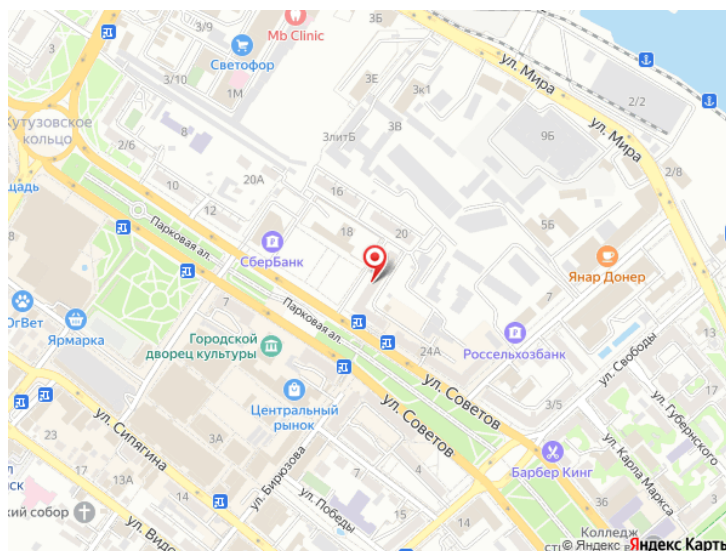 3Б
3/9
Mb Clinic
Светофор
3/10
1М
3Е
3к1
ул. Мира
2/2
ул. Мира
Кутузовское
кольцо
8
3литБ
3В
9Б
2/6
10
20А
16
2/8
12
Парковая ал.
18
20
5Б
СберБанк
Янар Донер
7
Парковая ал.
Ярмарка
Городской
дворец культуры
24А
Россельхозбанк
ул. Свободы
7
13
ул. Советов
Центральный
рынок
ул. Советов
ул. Губернского
23
ул. Сипягина
3А
3/5
ул. Карла Маркса
17
13А
4
Барбер Кинг
14
ул. Бирюзова
18
ул. Победы
15
36
14
14
Колледж
© Яндекс Яндекс Карты